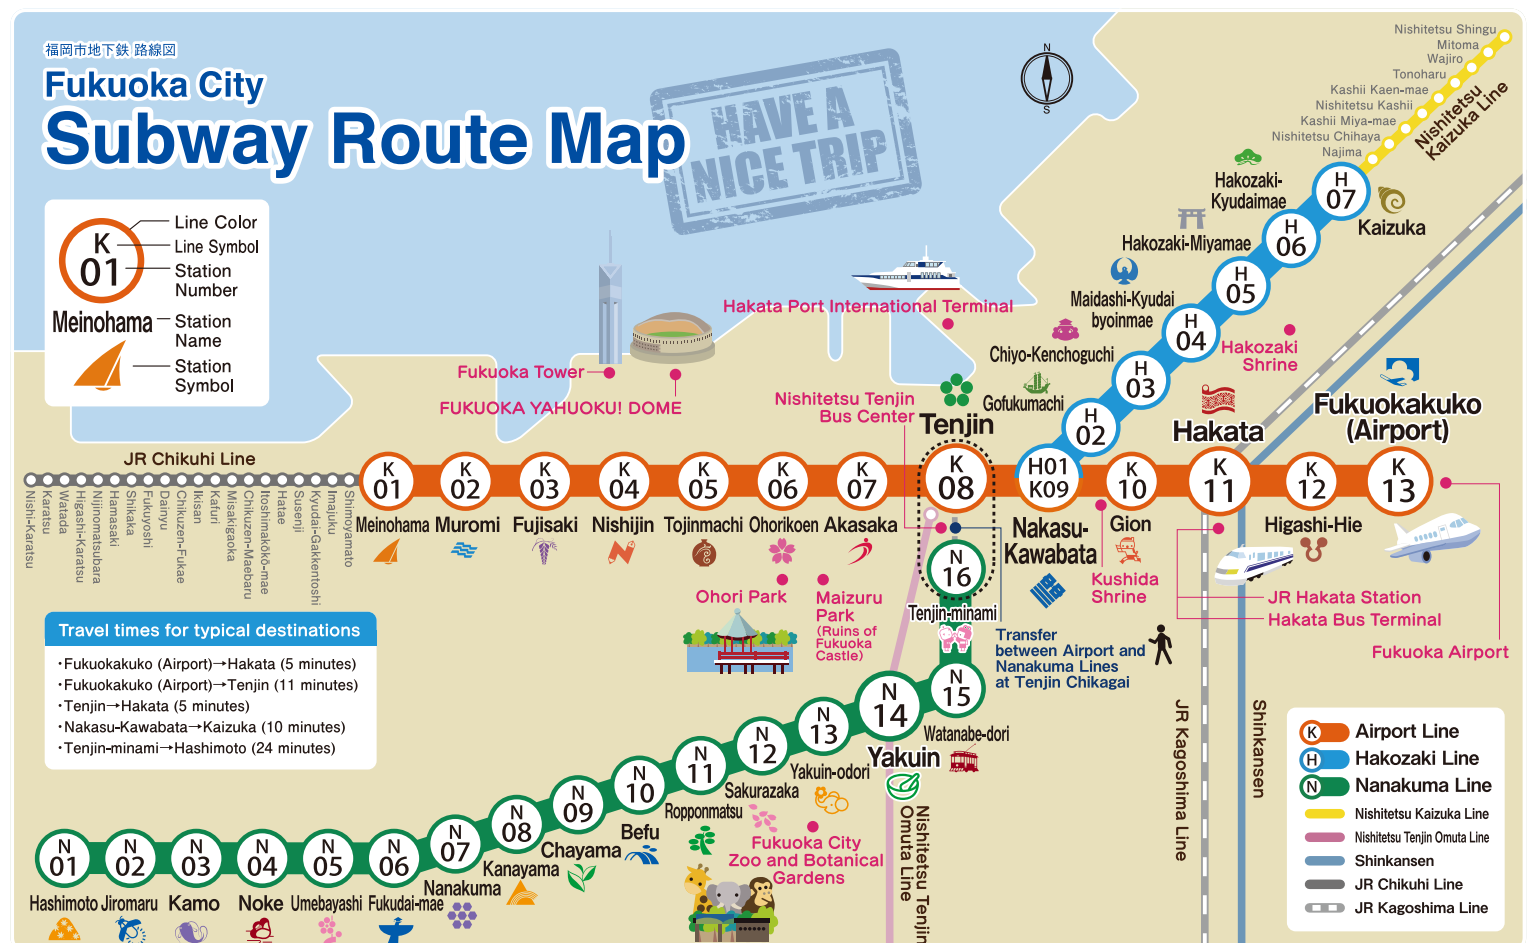 福岡市地下鉄 路線図
Fukuoka City
Subway Route Map
HAVE A
NICE TRIP
N
S
K
01
Line Color
Line Symbol
Station
Number
Meinohama
Station
Name
Station
Symbol
Nishitetsu Shingu
Mitoma
Wajiro
Tonoharu
Kashii Kaen-mae
Nishitetsu Kashii
Kashii Miya-mae
Nishitetsu Chihaya
Najima
Nishitetsu
Kaizuka Line
H
07
Kaizuka
Hakozaki-
Kyudaimae
H
06
Hakozaki-Miyamae
H
05
Maidashi-Kyudai
byoinmae
H
04
Chiyo-Kenchoguchi
H
03
Gofukumachi
H
02
Hakozaki
Shrine
Hakata Port International Terminal
Fukuoka Tower
FUKUOKA YAHUOKU! DOME
Nishitetsu Tenjin
Bus Center
Tenjin
Hakata
Fukuokakuko
(Airport)
JR Chikuhi Line
Nishi-Karatsu
Karatsu
Watada
Higashi-Karatsu
Nijinomatsubara
Hamasaki
Shikaka
Fukuyoshi
Dainyu
Chikuzen-Fukae
Ikisan
Kafuri
Misakigaoka
Chikuzen-Maebaru
Itoshimakōkō-mae
Hatae
Susenji
Kyudai-Gakkentoshi
Imajuku
Shimoyamato
K
01
K
02
K
03
K
04
K
05
K
06
K
07
K
08
H01
K09
K
10
K
11
K
12
K
13
Meinohama
Muromi
Fujisaki
Nishijin
Tojinmachi
Ohorikoen
Akasaka
Nakasu-
Kawabata
Gion
Higashi-Hie
Ohori Park
Maizuru
Park
(Ruins of
Fukuoka
Castle)
Kushida
Shrine
JR Hakata Station
Hakata Bus Terminal
Fukuoka Airport
N
16
Tenjin-minami
Transfer
between Airport and
Nanakuma Lines
at Tenjin Chikagai
Travel times for typical destinations
・Fukuokakuko (Airport)→Hakata (5 minutes)
・Fukuokakuko (Airport)→Tenjin (11 minutes)
・Tenjin→Hakata (5 minutes)
・Nakasu-Kawabata→Kaizuka (10 minutes)
・Tenjin-minami→Hashimoto (24 minutes)
N
15
Watanabe-dori
N
14
Yakuin
N
13
Yakuin-odori
N
12
Sakurazaka
N
11
Ropponmatsu
N
10
Befu
N
09
Chayama
N
08
Kanayama
N
07
Nanakuma
N
06
Fukudai-mae
N
05
Umebayashi
N
04
Noke
N
03
Kamo
N
02
Jiromaru
N
01
Hashimoto
Fukuoka City
Zoo and Botanical
Gardens
Nishitetsu Tenjin
Omuta Line
JR Kagoshima Line
Shinkansen
K Airport Line
H Hakozaki Line
N Nanakuma Line
Nishitetsu Kaizuka Line
Nishitetsu Tenjin Omuta Line
Shinkansen
JR Chikuhi Line
JR Kagoshima Line